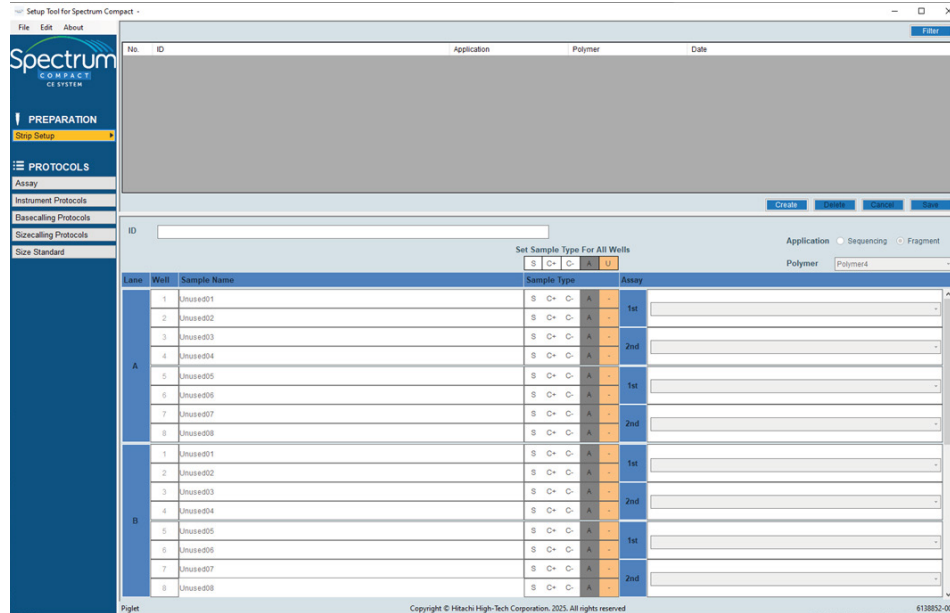 Setup Tool for Spectrum Compact -
File Edit About
Spectrum
COMPACT
CE SYSTEM
PREPARATION
Strip Setup
PROTOCOLS
Assay
Instrument Protocols
Basecalling Protocols
Sizecalling Protocols
Size Standard
Filter
No. ID Application Polymer Date
Create Delete Cancel Save
ID
Application Sequencing Fragment
Set Sample Type For All Wells
S C+ C- A U
Polymer Polymer4
Lane Well Sample Name Sample Type Assay
A
1 Unused01 S C+ C- A -
1st
2 Unused02 S C+ C- A -
3 Unused03 S C+ C- A -
2nd
4 Unused04 S C+ C- A -
5 Unused05 S C+ C- A -
1st
6 Unused06 S C+ C- A -
7 Unused07 S C+ C- A -
2nd
8 Unused08 S C+ C- A -
B
1 Unused01 S C+ C- A -
1st
2 Unused02 S C+ C- A -
3 Unused03 S C+ C- A -
2nd
4 Unused04 S C+ C- A -
5 Unused05 S C+ C- A -
1st
6 Unused06 S C+ C- A -
7 Unused07 S C+ C- A -
2nd
8 Unused08 S C+ C- A -
Piglet
Copyright © Hitachi High-Tech Corporation. 2025. All rights reserved